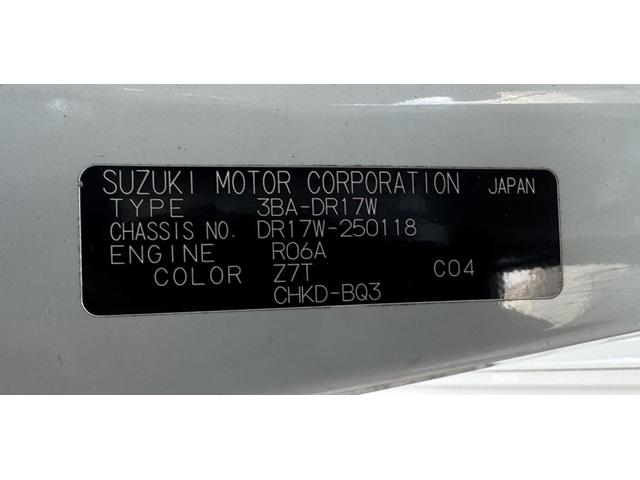 SUZUKI MOTOR CORPORATION JAPAN
TYPE 3BA-DR17W
CHASSIS NO. DR17W-250118
ENGINE R06A
COLOR Z7T C04
CHKD-BQ3